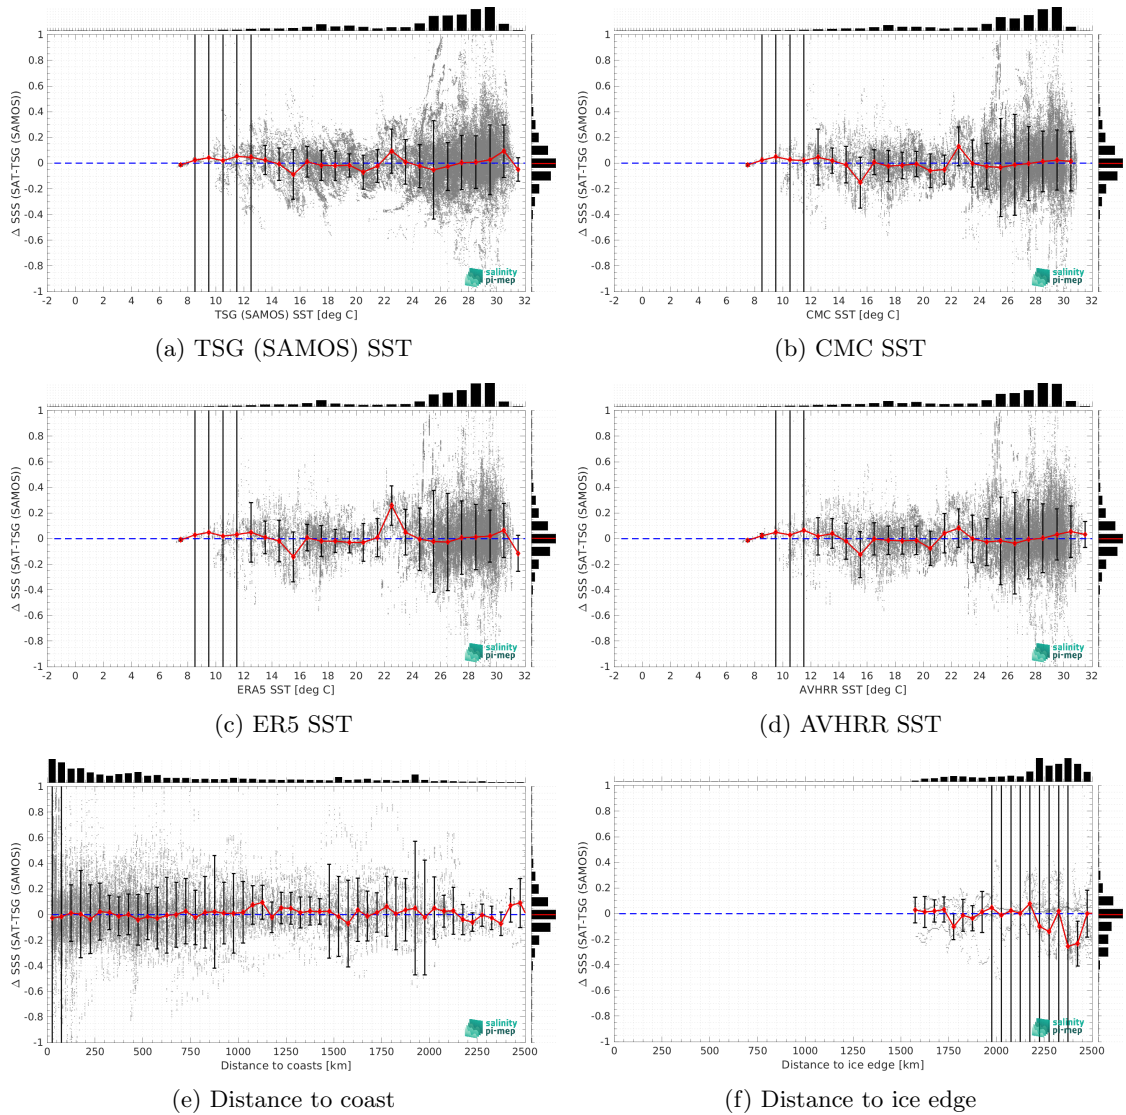 1
0.8
0.6
0.4
0.2
0
-0.2
-0.4
-0.6
-0.8
-1
Δ SSS (SAT-TSG (SAMOS))
-2 0 2 4 6 8 10 12 14 16 18 20 22 24 26 28 30 32
TSG (SAMOS) SST [deg C]
salinity
pi-mep
(a) TSG (SAMOS) SST
1
0.8
0.6
0.4
0.2
0
-0.2
-0.4
-0.6
-0.8
-1
Δ SSS (SAT-TSG (SAMOS))
-2 0 2 4 6 8 10 12 14 16 18 20 22 24 26 28 30 32
CMC SST [deg C]
salinity
pi-mep
(b) CMC SST
1
0.8
0.6
0.4
0.2
0
-0.2
-0.4
-0.6
-0.8
-1
Δ SSS (SAT-TSG (SAMOS))
-2 0 2 4 6 8 10 12 14 16 18 20 22 24 26 28 30 32
ERA5 SST [deg C]
salinity
pi-mep
(c) ER5 SST
1
0.8
0.6
0.4
0.2
0
-0.2
-0.4
-0.6
-0.8
-1
Δ SSS (SAT-TSG (SAMOS))
-2 0 2 4 6 8 10 12 14 16 18 20 22 24 26 28 30 32
AVHRR SST [deg C]
salinity
pi-mep
(d) AVHRR SST
1
0.8
0.6
0.4
0.2
0
-0.2
-0.4
-0.6
-0.8
-1
Δ SSS (SAT-TSG (SAMOS))
0 250 500 750 1000 1250 1500 1750 2000 2250 2500
Distance to coasts [km]
salinity
pi-mep
(e) Distance to coast
1
0.8
0.6
0.4
0.2
0
-0.2
-0.4
-0.6
-0.8
-1
Δ SSS (SAT-TSG (SAMOS))
0 250 500 750 1000 1250 1500 1750 2000 2250 2500
Distance to ice edge [km]
salinity
pi-mep
(f) Distance to ice edge